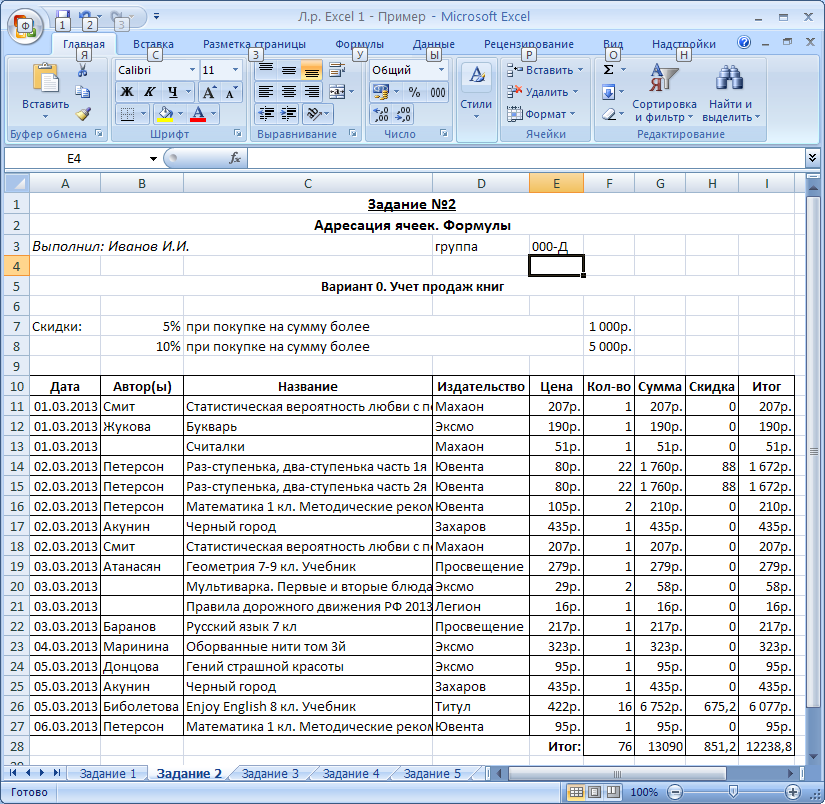 Л.р. Excel 1 - Пример - Microsoft Excel
1 2 3
Главная Вставка Разметка страницы Формулы Данные Рецензирование Вид Надстройки
Ф Я С З У Ы Р О Н
Вставить
Calibri 11
Ж К Ч
Общий
% 000
Стили
Вставить
Удалить
Формат
Σ
Сортировка и фильтр
Найти и выделить
Буфер обмена Шрифт Выравнивание Число Ячейки Редактирование
E4 fx
A B C D E F G H I
1 Задание №2
2 Адресация ячеек. Формулы
3 Выполнил: Иванов И.И. группа 000-Д
4
5 Вариант 0. Учет продаж книг
6
7 Скидки: 5% при покупке на сумму более 1 000р.
8 10% при покупке на сумму более 5 000р.
9
10 Дата Автор(ы) Название Издательство Цена Кол-во Сумма Скидка Итог
11 01.03.2013 Смит Статистическая вероятность любви с по Махаон 207р. 1 207р. 0 207р.
12 01.03.2013 Жукова Букварь Эксмо 190р. 1 190р. 0 190р.
13 01.03.2013 Считалки Махаон 51р. 1 51р. 0 51р.
14 02.03.2013 Петерсон Раз-ступенька, два-ступенька часть 1я Ювента 80р. 22 1 760р. 88 1 672р.
15 02.03.2013 Петерсон Раз-ступенька, два-ступенька часть 2я Ювента 80р. 22 1 760р. 88 1 672р.
16 02.03.2013 Петерсон Математика 1 кл. Методические реком Ювента 105р. 2 210р. 0 210р.
17 02.03.2013 Акунин Черный город Захаров 435р. 1 435р. 0 435р.
18 02.03.2013 Смит Статистическая вероятность любви с по Махаон 207р. 1 207р. 0 207р.
19 03.03.2013 Атанасян Геометрия 7-9 кл. Учебник Просвещение 279р. 1 279р. 0 279р.
20 03.03.2013 Мультиварка. Первые и вторые блюда Эксмо 29р. 2 58р. 0 58р.
21 03.03.2013 Правила дорожного движения РФ 2013 Легион 16р. 1 16р. 0 16р.
22 03.03.2013 Баранов Русский язык 7 кл Просвещение 217р. 1 217р. 0 217р.
23 04.03.2013 Маринина Оборванные нити том 3й Эксмо 323р. 1 323р. 0 323р.
24 05.03.2013 Донцова Гений страшной красоты Эксмо 95р. 1 95р. 0 95р.
25 05.03.2013 Акунин Черный город Захаров 435р. 1 435р. 0 435р.
26 05.03.2013 Биболетова Enjoy English 8 кл. Учебник Титул 422р. 16 6 752р. 675,2 6 077р.
27 06.03.2013 Петерсон Математика 1 кл. Методические реком Ювента 95р. 1 95р. 0 95р.
28 Итог: 76 13090 851,2 12238,8
Задание 1 Задание 2 Задание 3 Задание 4 Задание 5
Готово 100%